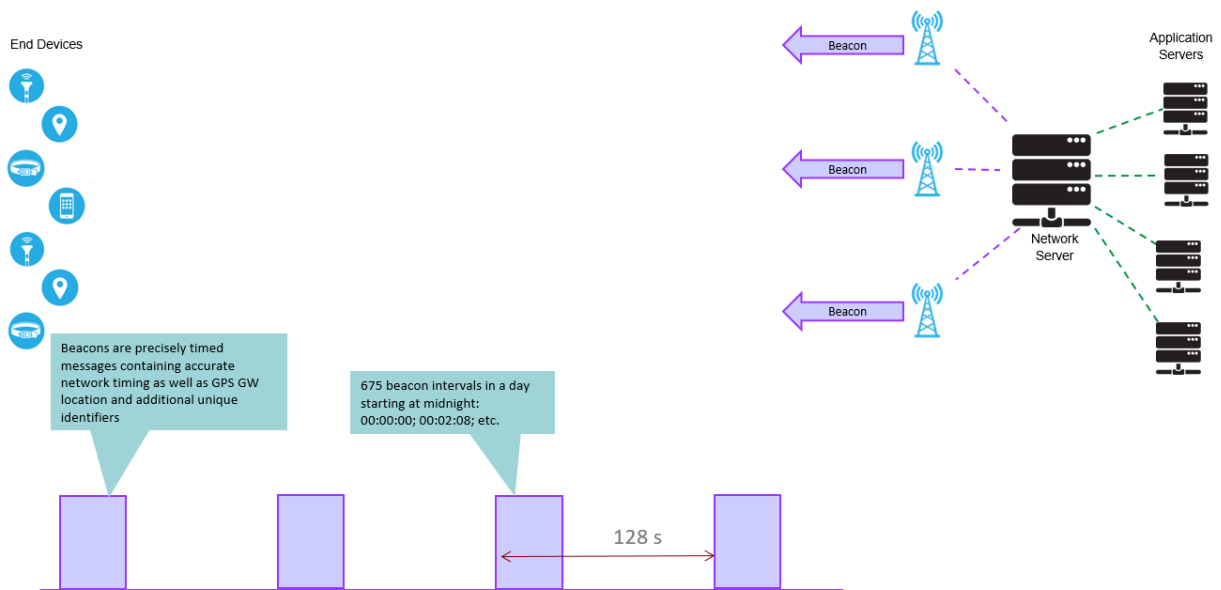 End Devices
Beacon
Application
Servers
Beacon
Network
Server
Beacon
Beacons are precisely timed
messages containing accurate
network timing as well as GPS GW
location and additional unique
identifiers
675 beacon intervals in a day
starting at midnight:
00:00:00; 00:02:08; etc.
128 s